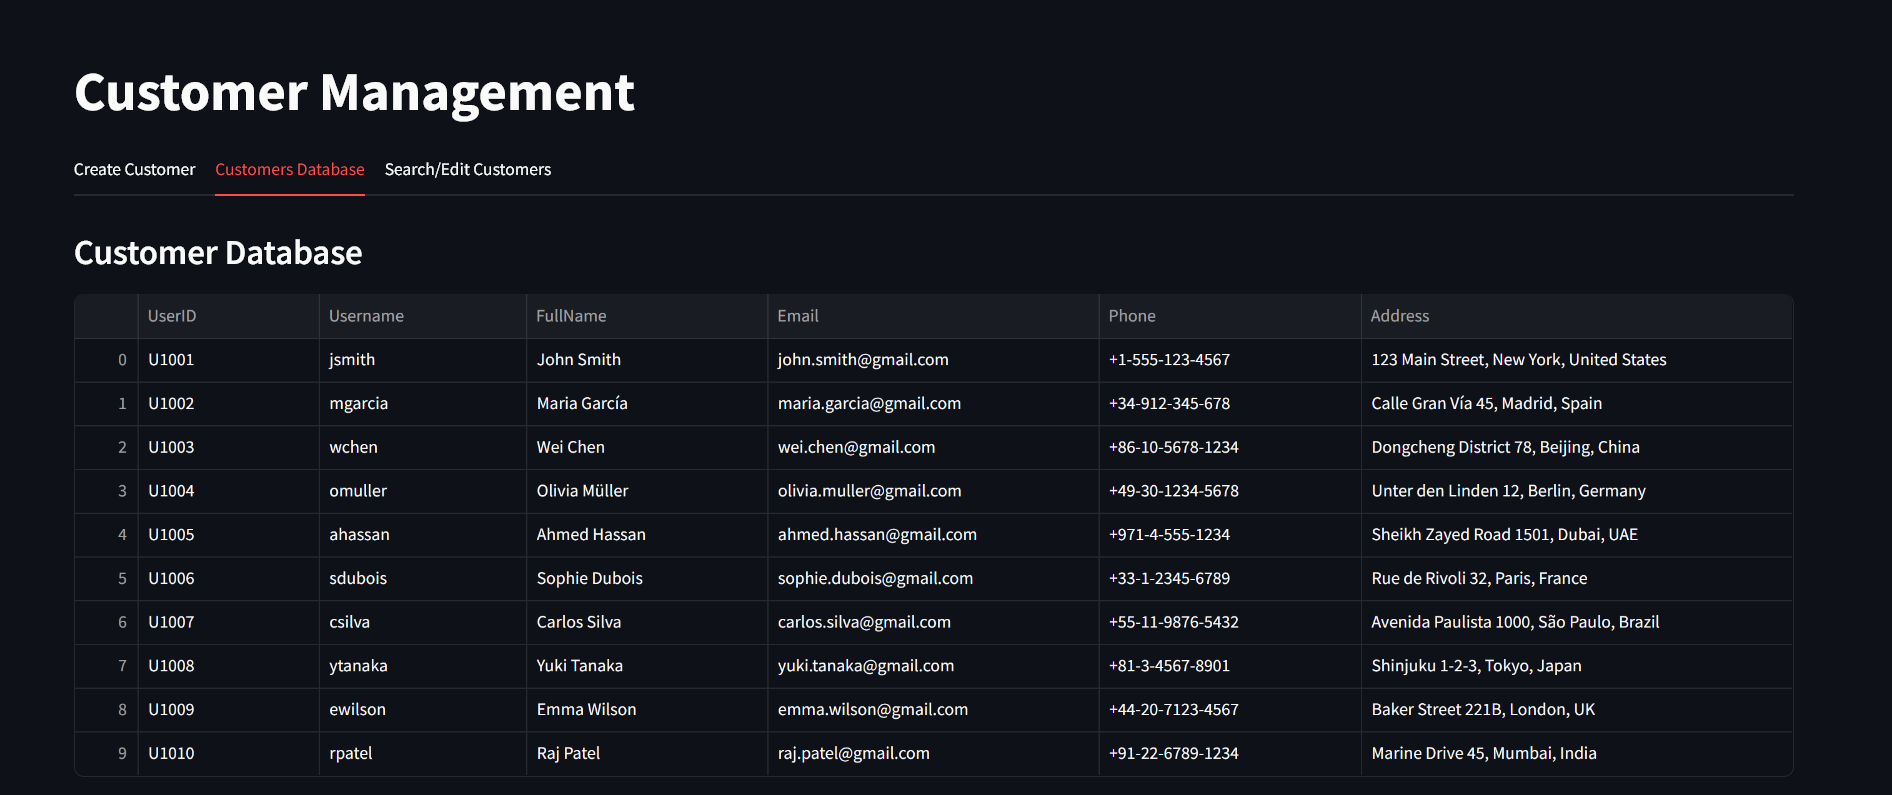 Customer Management
Create Customer Customers Database Search/Edit Customers
Customer Database
UserID Username FullName Email Phone Address
0 U1001 jsmith John Smith john.smith@gmail.com +1-555-123-4567 123 Main Street, New York, United States
1 U1002 mgarcia Maria García maria.garcia@gmail.com +34-912-345-678 Calle Gran Vía 45, Madrid, Spain
2 U1003 wchen Wei Chen wei.chen@gmail.com +86-10-5678-1234 Dongcheng District 78, Beijing, China
3 U1004 omuller Olivia Müller olivia.muller@gmail.com +49-30-1234-5678 Unter den Linden 12, Berlin, Germany
4 U1005 ahassan Ahmed Hassan ahmed.hassan@gmail.com +971-4-555-1234 Sheikh Zayed Road 1501, Dubai, UAE
5 U1006 sdubois Sophie Dubois sophie.dubois@gmail.com +33-1-2345-6789 Rue de Rivoli 32, Paris, France
6 U1007 csilva Carlos Silva carlos.silva@gmail.com +55-11-9876-5432 Avenida Paulista 1000, São Paulo, Brazil
7 U1008 ytanaka Yuki Tanaka yuki.tanaka@gmail.com +81-3-4567-8901 Shinjuku 1-2-3, Tokyo, Japan
8 U1009 ewilson Emma Wilson emma.wilson@gmail.com +44-20-7123-4567 Baker Street 221B, London, UK
9 U1010 rpatel Raj Patel raj.patel@gmail.com +91-22-6789-1234 Marine Drive 45, Mumbai, India